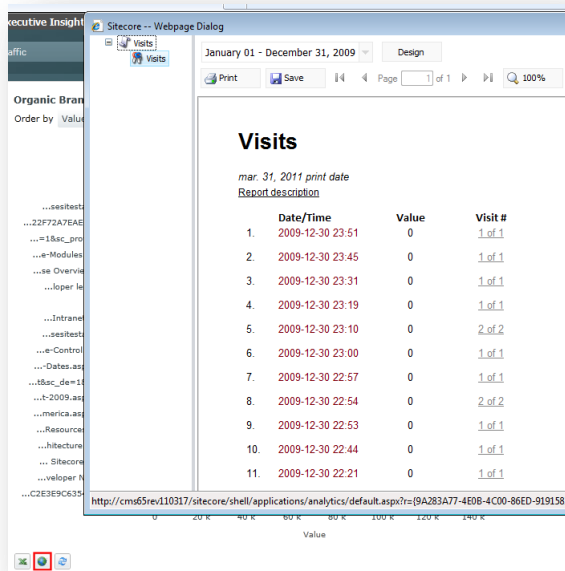 xecutive Insight
affic
Organic Bran
Order by Valu
...sesitesta
...22F72A7EAE
...=1&sc_pro
...e-Modules
...se Overvie
...loper le
...Intranet
...sesitesta
...e-Control
...-Dates.asp
...t&sc_de=1&
...t-2009.asp
...merica.asp
...Resources
...hitecture
... Sitecore
...veloper N
...C2E3E9C6354
Sitecore -- Webpage Dialog
Visits
Visits
January 01 - December 31, 2009 Design
Print Save Page 1 of 1 100%
Visits
mar. 31, 2011 print date
Report description
Date/Time Value Visit #
1. 2009-12-30 23:51 0 1 of 1
2. 2009-12-30 23:45 0 1 of 1
3. 2009-12-30 23:31 0 1 of 1
4. 2009-12-30 23:19 0 1 of 1
5. 2009-12-30 23:10 0 2 of 2
6. 2009-12-30 23:00 0 1 of 1
7. 2009-12-30 22:57 0 1 of 1
8. 2009-12-30 22:54 0 2 of 2
9. 2009-12-30 22:53 0 1 of 1
10. 2009-12-30 22:44 0 1 of 1
11. 2009-12-30 22:21 0 1 of 1
http://cms65rev110317/sitecore/shell/applications/analytics/default.aspx?r={9A283A77-4E0B-4C00-86ED-919158
0 20 k 40 k 60 k 80 k 100 k 120 k 140 k
Value